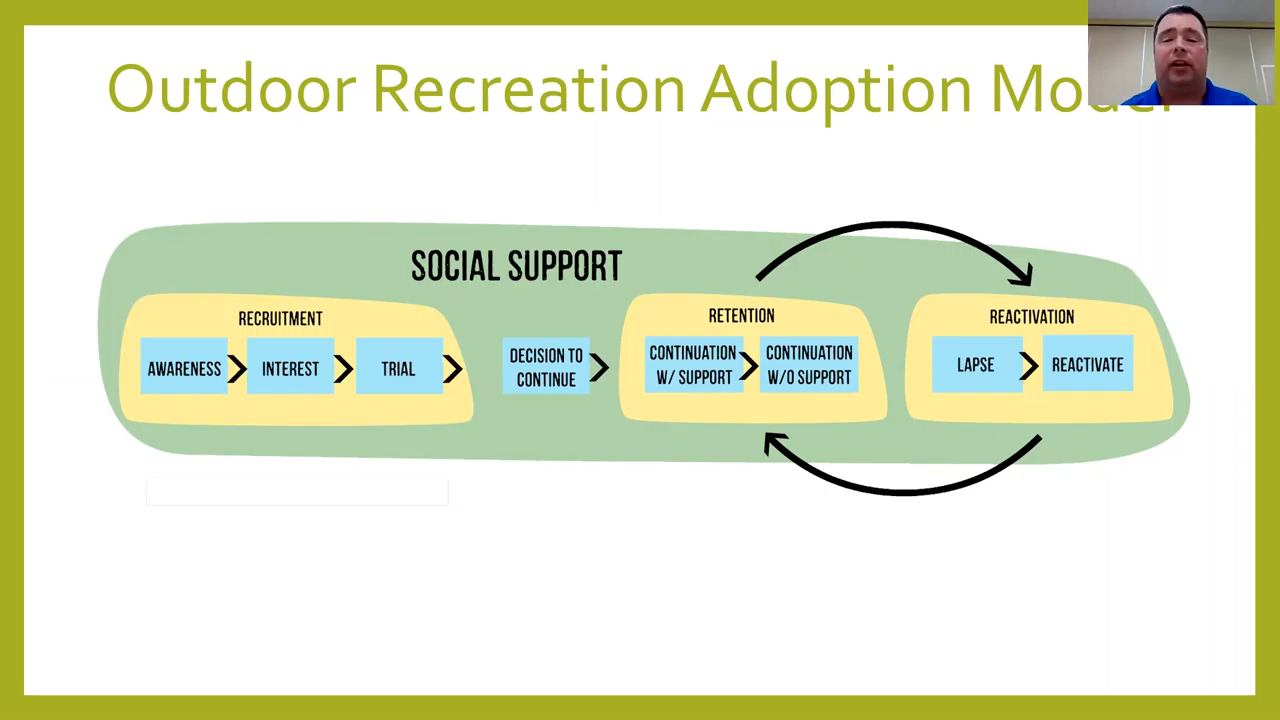 Outdoor Recreation Adoption Model
SOCIAL SUPPORT
RECRUITMENT
AWARENESS
INTEREST
TRIAL
DECISION TO
CONTINUE
RETENTION
CONTINUATION
W/ SUPPORT
CONTINUATION
W/O SUPPORT
REACTIVATION
LAPSE
REACTIVATE